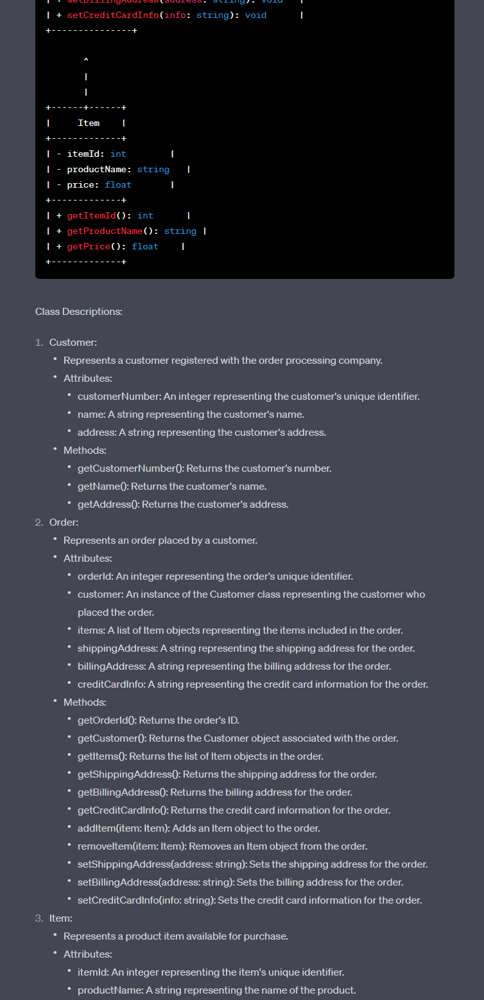 | + setBillingAddress(address: string): void |
| + setCreditCardInfo(info: string): void |
+---------------+
^
|
|
+------+------+
| Item |
+-------------+
| - itemId: int |
| - productName: string |
| - price: float |
+-------------+
| + getItemId(): int |
| + getProductName(): string |
| + getPrice(): float |
+-------------+
Class Descriptions:
1. Customer:
• Represents a customer registered with the order processing company.
• Attributes:
• customerNumber: An integer representing the customer's unique identifier.
• name: A string representing the customer's name.
• address: A string representing the customer's address.
• Methods:
• getCustomerNumber(): Returns the customer's number.
• getName(): Returns the customer's name.
• getAddress(): Returns the customer's address.
2. Order:
• Represents an order placed by a customer.
• Attributes:
• orderId: An integer representing the order's unique identifier.
• customer: An instance of the Customer class representing the customer who
placed the order.
• items: A list of Item objects representing the items included in the order.
• shippingAddress: A string representing the shipping address for the order.
• billingAddress: A string representing the billing address for the order.
• creditCardInfo: A string representing the credit card information for the order.
• Methods:
• getOrderId(): Returns the order's ID.
• getCustomer(): Returns the Customer object associated with the order.
• getItems(): Returns the list of Item objects in the order.
• getShippingAddress(): Returns the shipping address for the order.
• getBillingAddress(): Returns the billing address for the order.
• getCreditCardInfo(): Returns the credit card information for the order.
• addItem(item: Item): Adds an Item object to the order.
• removeItem(item: Item): Removes an Item object from the order.
• setShippingAddress(address: string): Sets the shipping address for the order.
• setBillingAddress(address: string): Sets the billing address for the order.
• setCreditCardInfo(info: string): Sets the credit card information for the order.
3. Item:
• Represents a product item available for purchase.
• Attributes:
• itemId: An integer representing the item's unique identifier.
• productName: A string representing the name of the product.